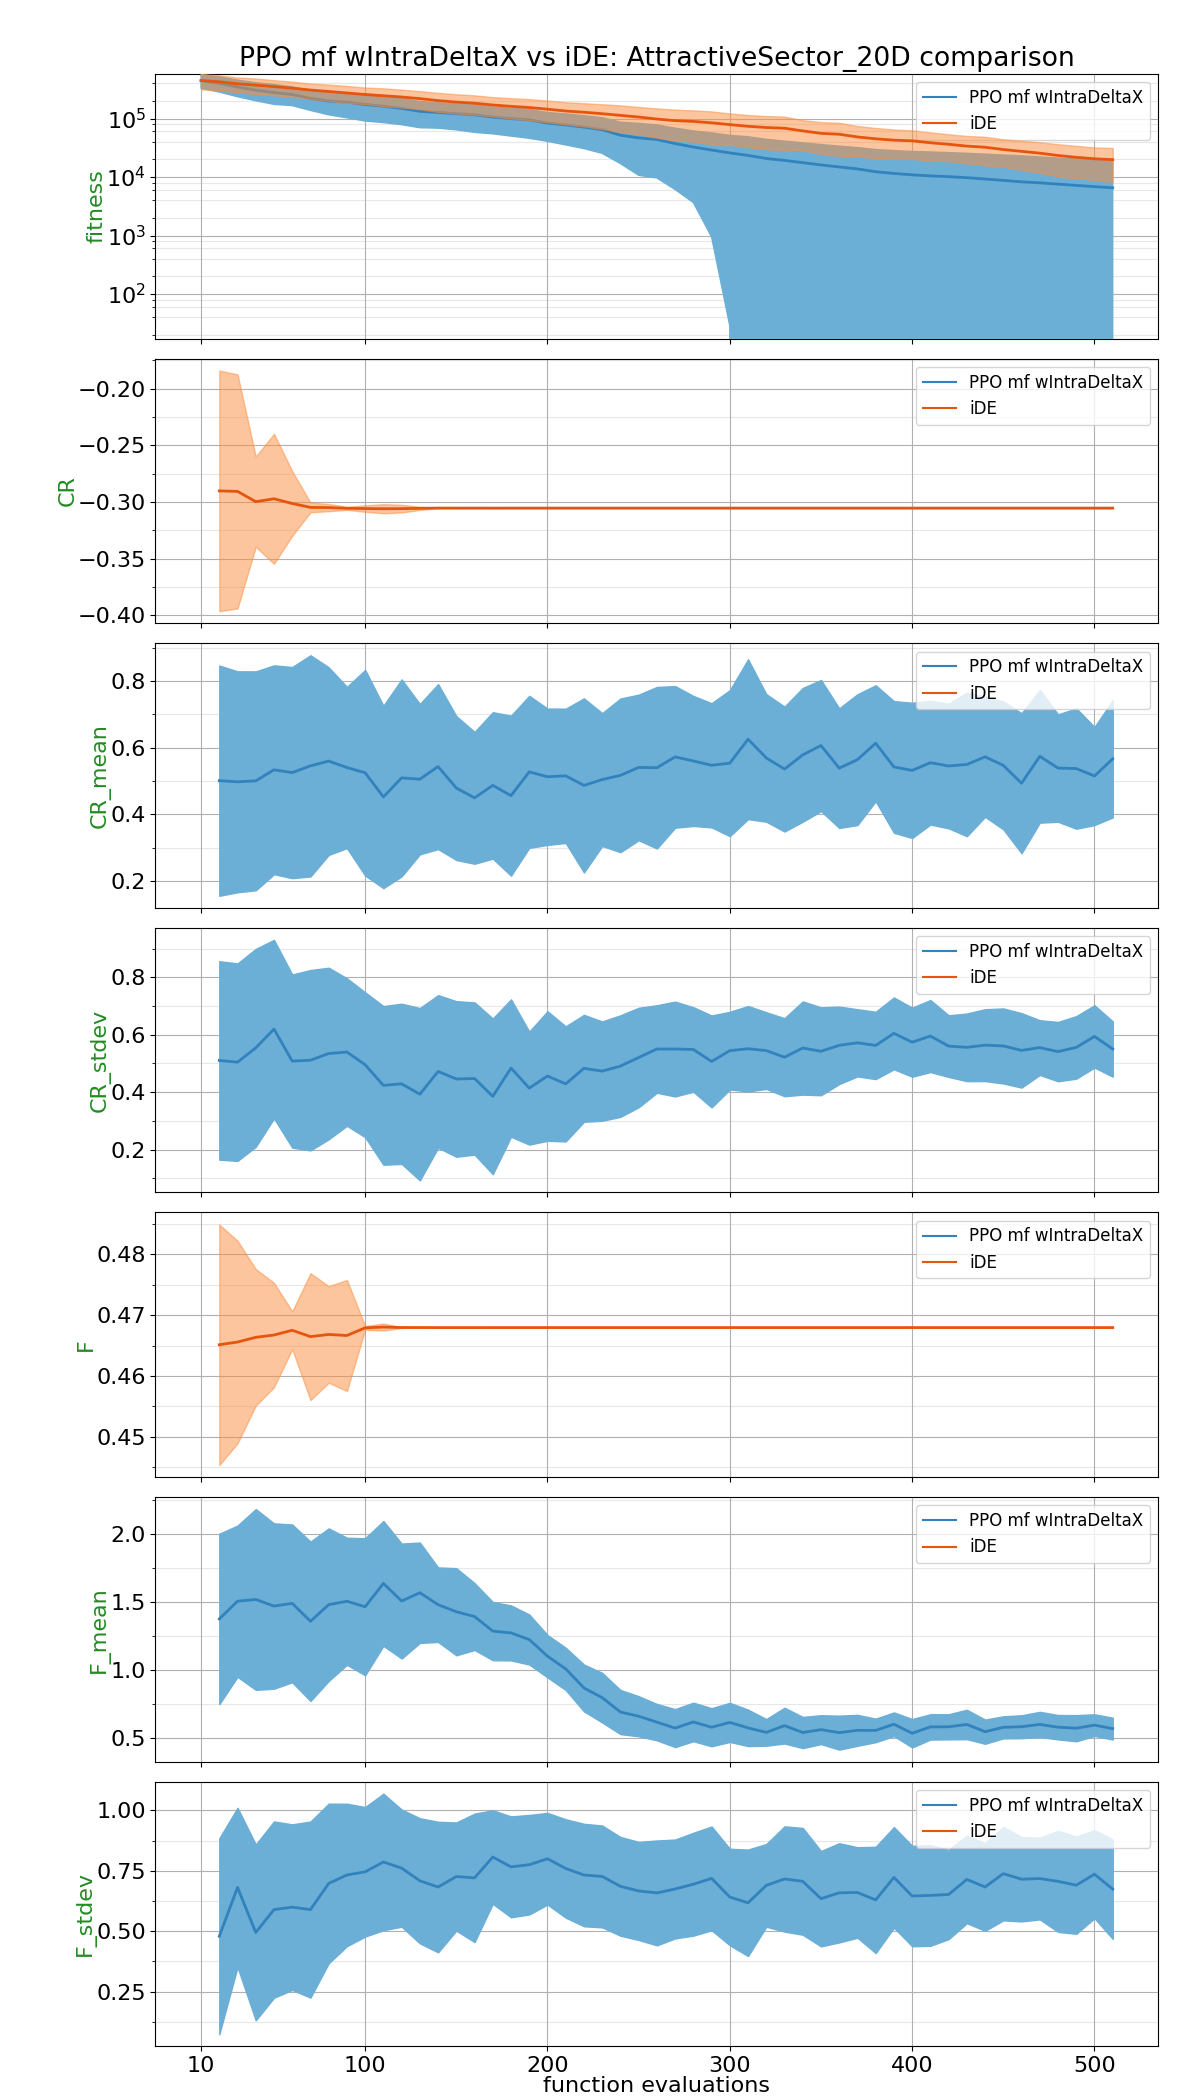 PPO mf wIntraDeltaX vs iDE: AttractiveSector_20D comparison
PPO mf wIntraDeltaX
iDE
10^5
10^4
10^3
10^2
fitness
PPO mf wIntraDeltaX
iDE
−0.20
−0.25
−0.30
−0.35
−0.40
CR
PPO mf wIntraDeltaX
iDE
0.8
0.6
0.4
0.2
CR_mean
PPO mf wIntraDeltaX
iDE
0.8
0.6
0.4
0.2
CR_stdev
PPO mf wIntraDeltaX
iDE
0.48
0.47
0.46
0.45
F
PPO mf wIntraDeltaX
iDE
2.0
1.5
1.0
0.5
F_mean
PPO mf wIntraDeltaX
iDE
1.00
0.75
0.50
0.25
F_stdev
10 100 200 300 400 500
function evaluations